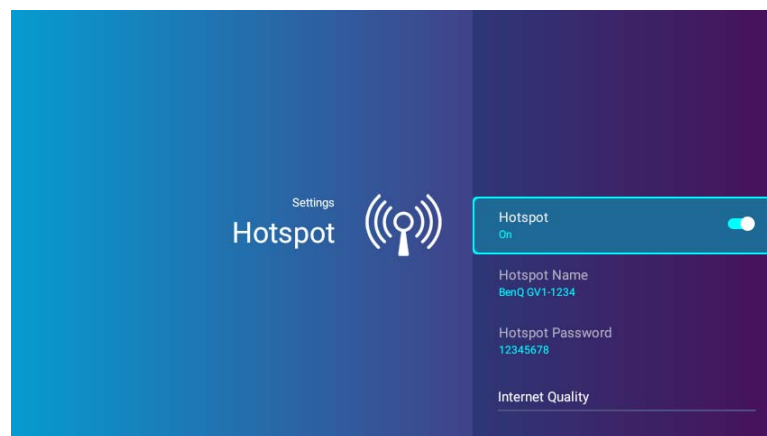 Settings
Hotspot
Hotspot
On
Hotspot Name
BenQ GV1-1234
Hotspot Password
12345678
Internet Quality